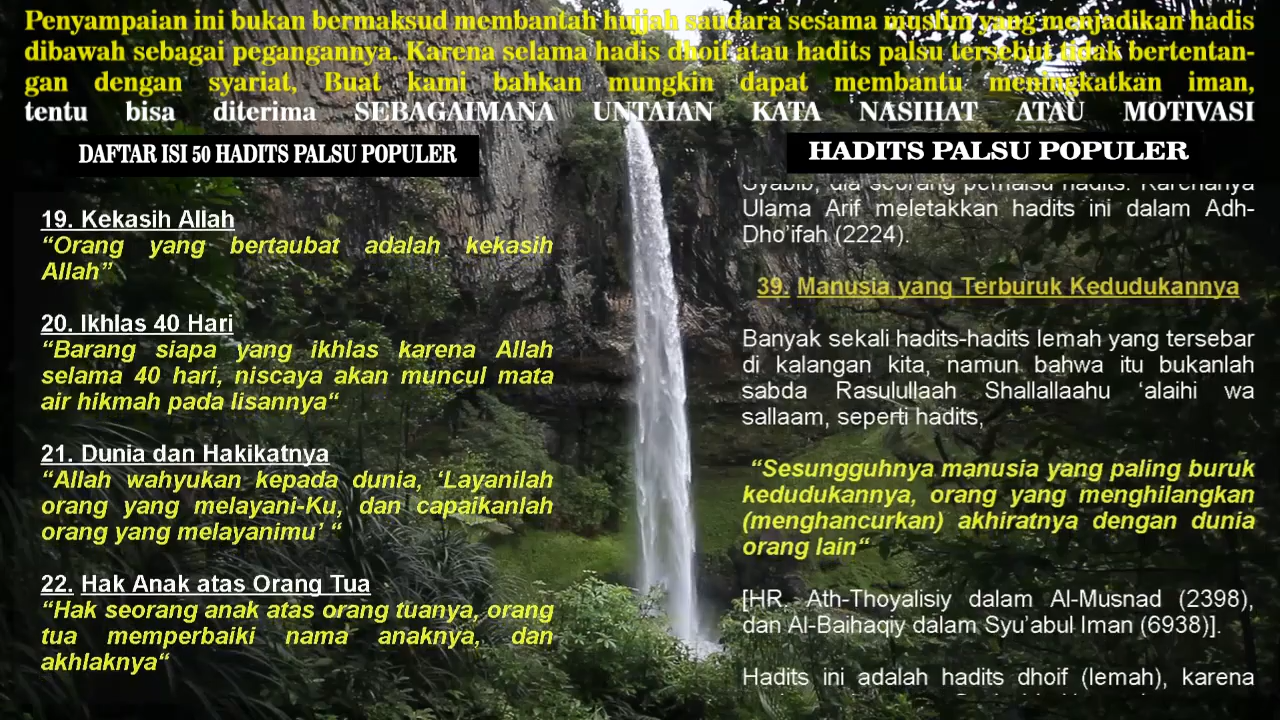 Penyampaian ini bukan bermaksud membantah hujjah saudara sesama muslim yang menjadikan hadis
dibawah sebagai pegangannya. Karena selama hadis dhoif atau hadits palsu tersebut tidak bertentan-
gan dengan syariat, Buat kami bahkan mungkin dapat membantu meningkatkan iman,
tentu bisa diterima SEBAGAIMANA UNTAIAN KATA NASIHAT ATAU MOTIVASI
DAFTAR ISI 50 HADITS PALSU POPULER
19. Kekasih Allah
“Orang yang bertaubat adalah kekasih
Allah”
20. Ikhlas 40 Hari
“Barang siapa yang ikhlas karena Allah
selama 40 hari, niscaya akan muncul mata
air hikmah pada lisannya“
21. Dunia dan Hakikatnya
“Allah wahyukan kepada dunia, ‘Layanilah
orang yang melayani-Ku, dan capaikanlah
orang yang melayanimu’ “
22. Hak Anak atas Orang Tua
“Hak seorang anak atas orang tuanya, orang
tua memperbaiki nama anaknya, dan
akhlaknya“
HADITS PALSU POPULER
Syabib, dia seorang pemalsu hadits. Karenanya
Ulama Arif meletakkan hadits ini dalam Adh-
Dho’ifah (2224).
39. Manusia yang Terburuk Kedudukannya
Banyak sekali hadits-hadits lemah yang tersebar
di kalangan kita, namun bahwa itu bukanlah
sabda Rasulullaah Shallallaahu ‘alaihi wa
sallaam, seperti hadits,
“Sesungguhnya manusia yang paling buruk
kedudukannya, orang yang menghilangkan
(menghancurkan) akhiratnya dengan dunia
orang lain“
[HR. Ath-Thoyalisiy dalam Al-Musnad (2398),
dan Al-Baihaqiy dalam Syu’abul Iman (6938)].
Hadits ini adalah hadits dhoif (lemah), karena